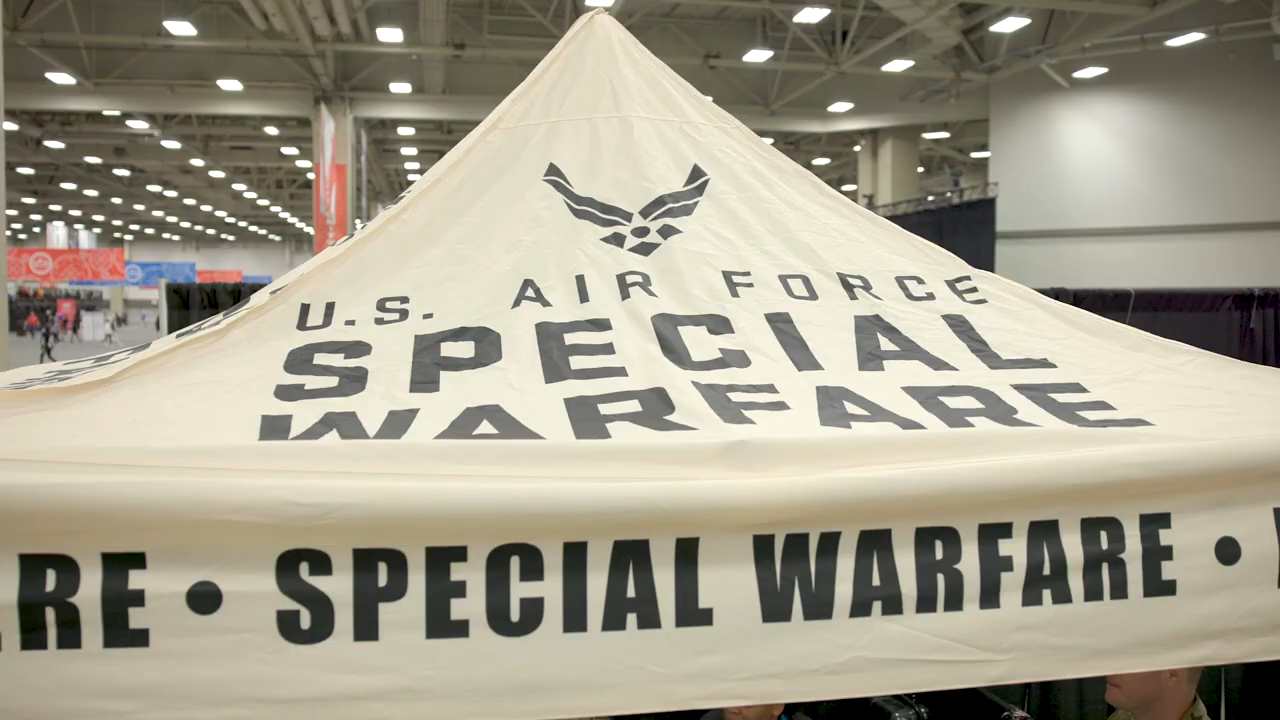 U.S. AIR FORCE
SPECIAL
WARFARE
RE • SPECIAL WARFARE •